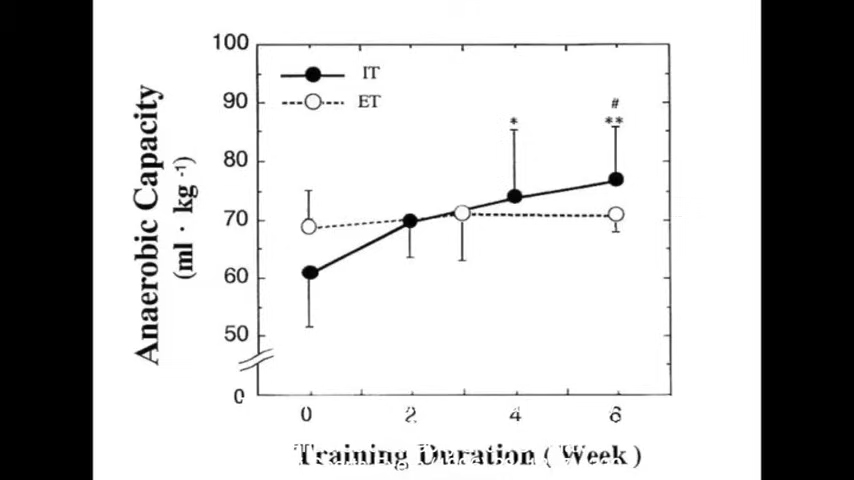 100
IT
ET
90
#
*
**
80
70
60
50
0
Anaerobic Capacity
(ml · kg -1)
0 2 4 6
Training Duration ( Week )